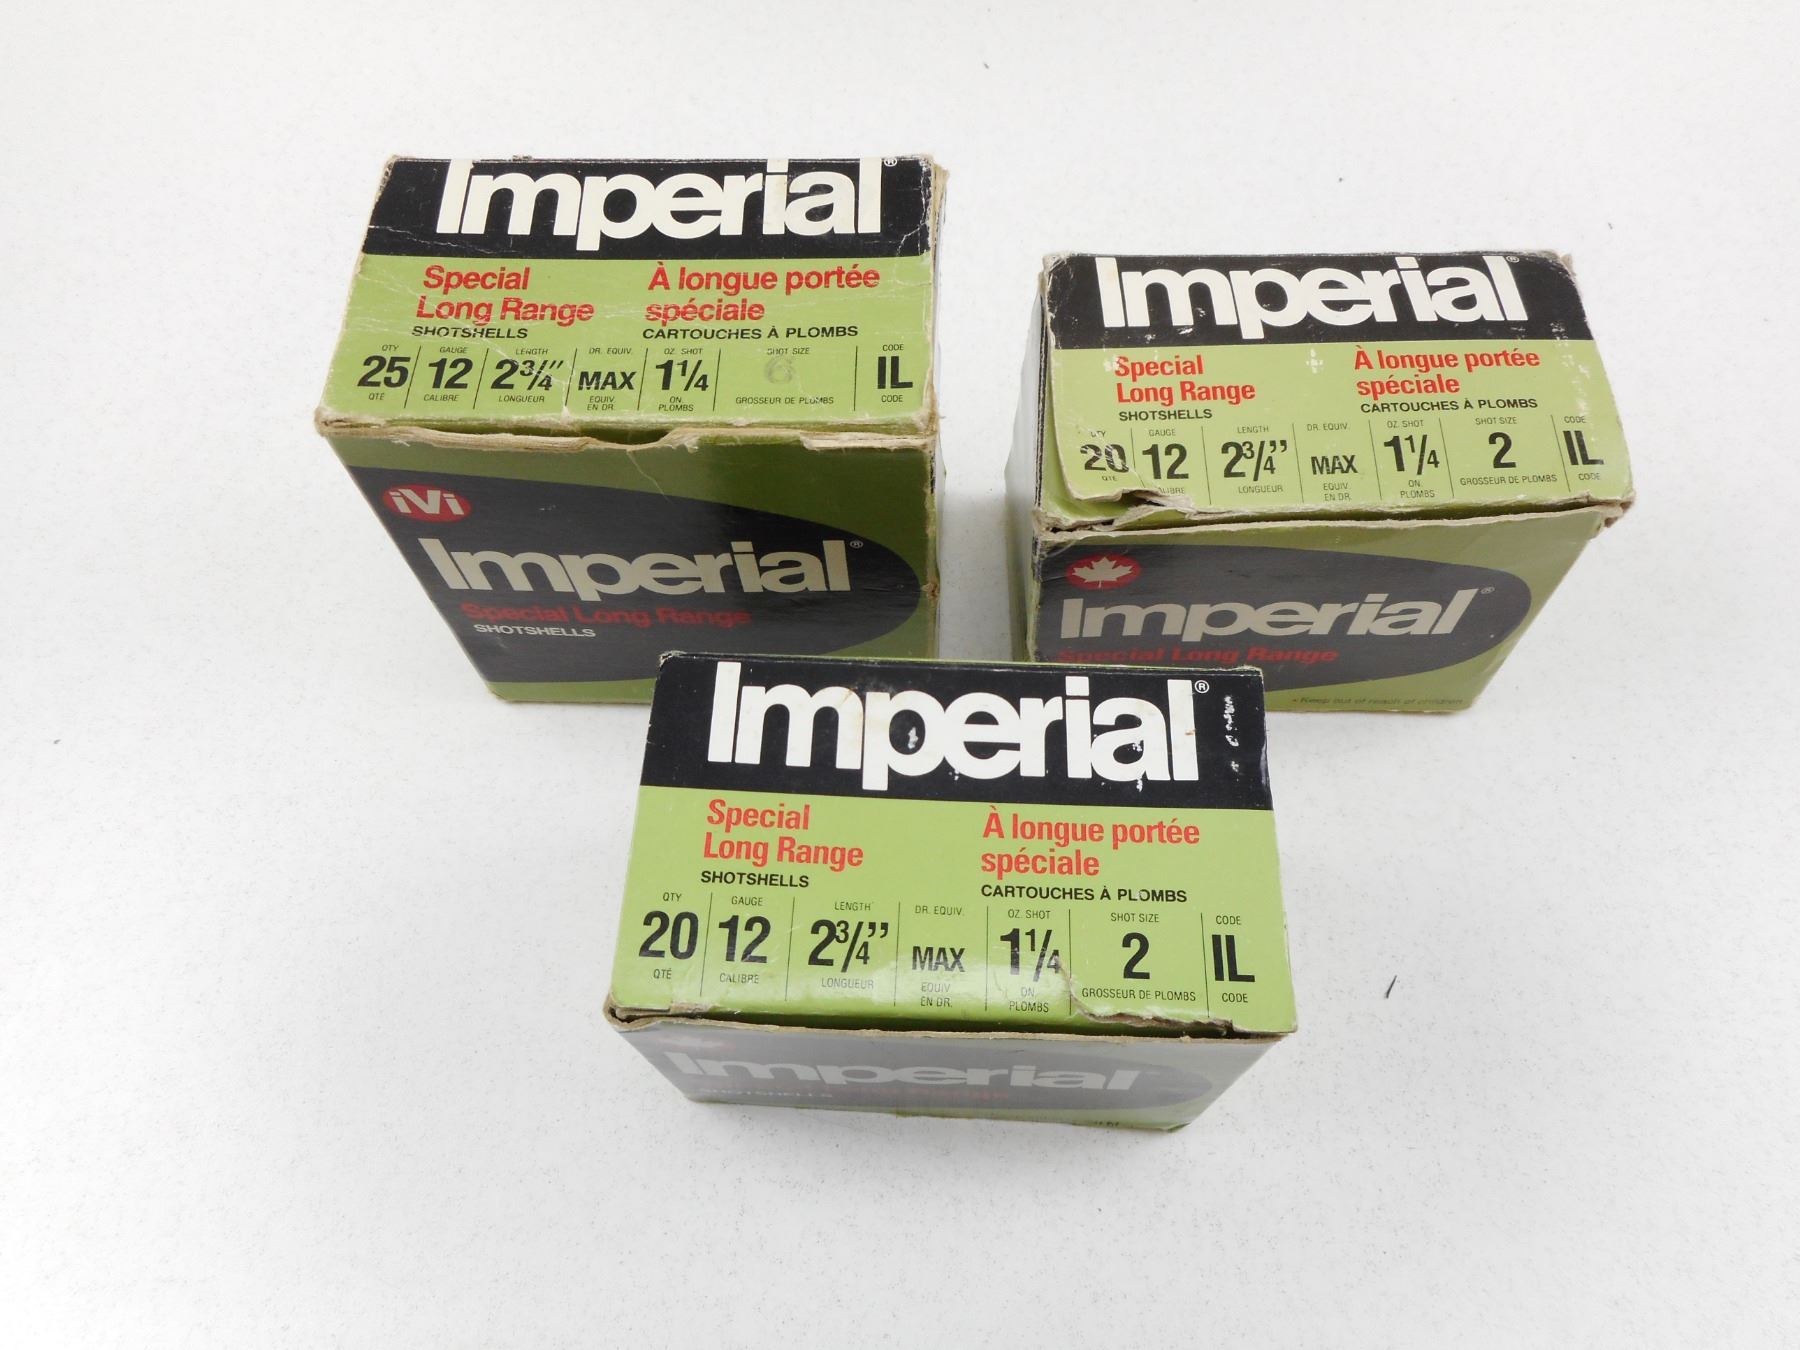 Imperial®
Special
Long Range
SHOTSHELLS
À longue portée
spéciale
CARTOUCHES À PLOMBS
QTY GAUGE LENGTH DR. EQUIV. OZ. SHOT SHOT SIZE CODE
25 12 2¾" MAX 1¼ 6 IL
QTÉ CALIBRE LONGUEUR EQUIV. EN DR. ON. PLOMBS GROSSEUR DE PLOMBS CODE
iVi
Imperial®
Special Long Range
SHOTSHELLS
Imperial®
Special
Long Range
SHOTSHELLS
À longue portée
spéciale
CARTOUCHES À PLOMBS
QTY GAUGE LENGTH DR. EQUIV. OZ. SHOT SHOT SIZE CODE
20 12 2¾” MAX 1¼ 2 IL
QTÉ CALIBRE LONGUEUR EQUIV. EN DR. ON. PLOMBS GROSSEUR DE PLOMBS CODE
Imperial®
Special Long Range
• Keep out of reach of children
Imperial®
Special
Long Range
SHOTSHELLS
À longue portée
spéciale
CARTOUCHES À PLOMBS
QTY GAUGE LENGTH DR. EQUIV. OZ. SHOT SHOT SIZE CODE
20 12 2¾” MAX 1¼ 2 IL
QTÉ CALIBRE LONGUEUR EQUIV. EN DR. ON. PLOMBS GROSSEUR DE PLOMBS CODE
Imperial
SHOTSHELLS